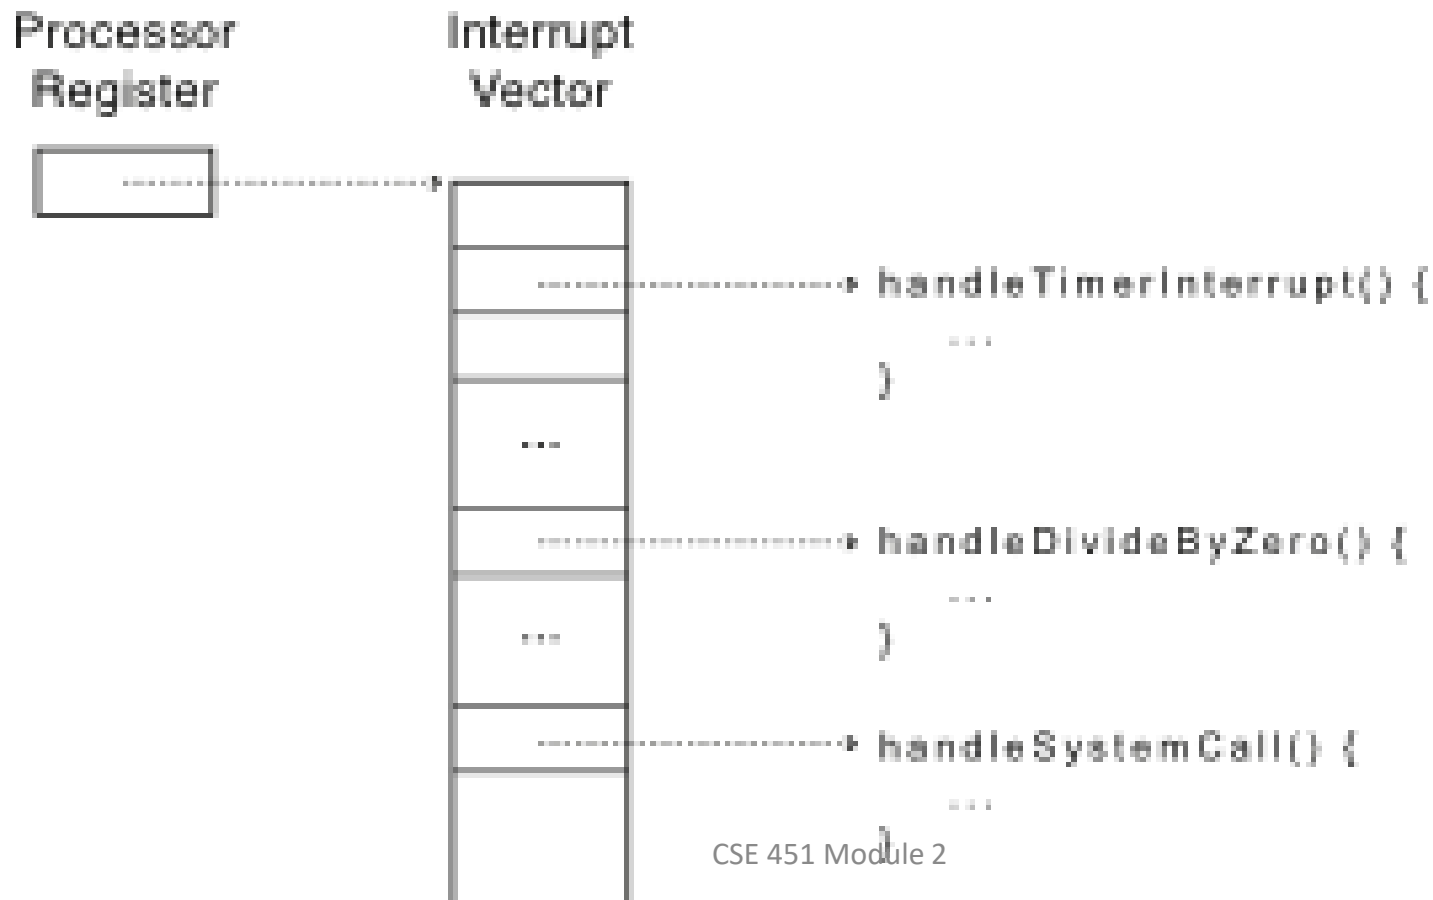 Processor
Register
Interrupt
Vector
handleTimerInterrupt() {
...
}
...
handleDivideByZero() {
...
}
...
handleSystemCall() {
...
}
CSE 451 Module 2